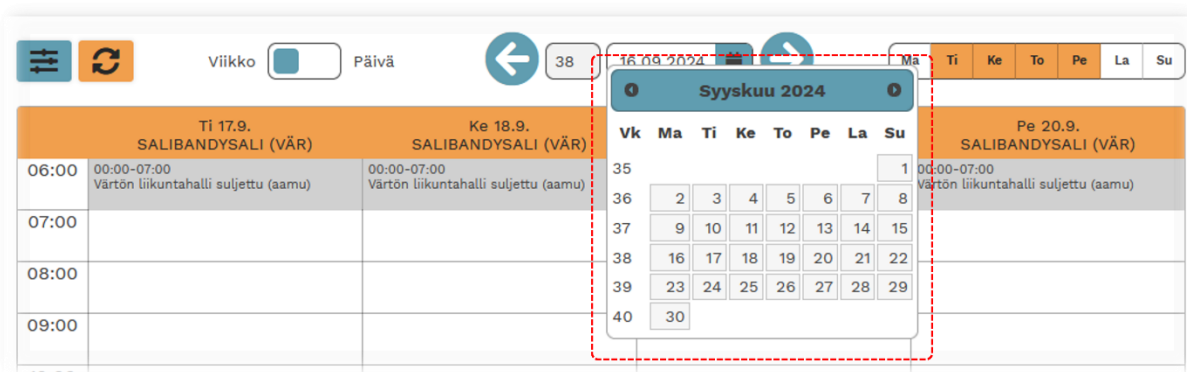 Viikko Päivä 38 16.09.2024 Ma Ti Ke To Pe La Su
Syyskuu 2024
Ti 17.9.
SALIBANDYSALI (VÄR)
Ke 18.9.
SALIBANDYSALI (VÄR)
Pe 20.9.
SALIBANDYSALI (VÄR)
Vk Ma Ti Ke To Pe La Su
35 1
36 2 3 4 5 6 7 8
37 9 10 11 12 13 14 15
38 16 17 18 19 20 21 22
39 23 24 25 26 27 28 29
40 30
06:00
00:00-07:00
Värtön liikuntahalli suljettu (aamu)
00:00-07:00
Värtön liikuntahalli suljettu (aamu)
00:00-07:00
Värtön liikuntahalli suljettu (aamu)
07:00
08:00
09:00